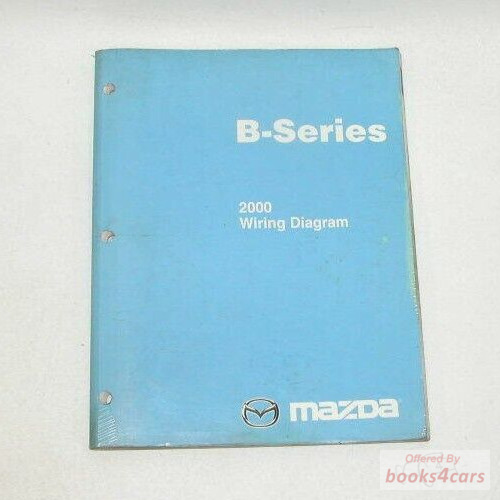 B-Series
2000
Wiring Diagram
mazda
Offered By
books4cars